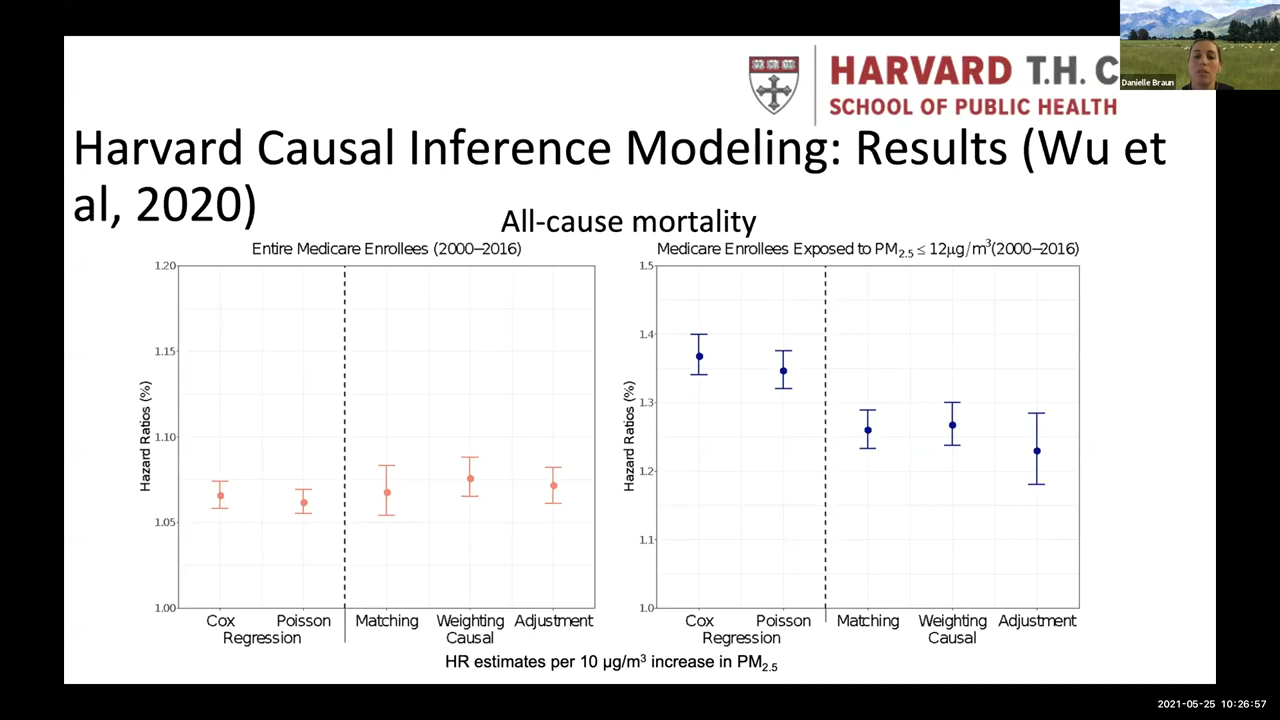 HARVARD T.H. C
SCHOOL OF PUBLIC HEALTH
Danielle Braun
Harvard Causal Inference Modeling: Results (Wu et
al, 2020)
All-cause mortality
Entire Medicare Enrollees (2000–2016)
1.20
1.15
1.10
1.05
1.00
Hazard Ratios (%)
Cox Poisson Matching Weighting Adjustment
Regression Causal
Medicare Enrollees Exposed to PM2.5 ≤ 12μg/m³(2000–2016)
1.5
1.4
1.3
1.2
1.1
1.0
Hazard Ratios (%)
Cox Poisson Matching Weighting Adjustment
Regression Causal
HR estimates per 10 μg/m³ increase in PM2.5
2021-05-25 10:26:57